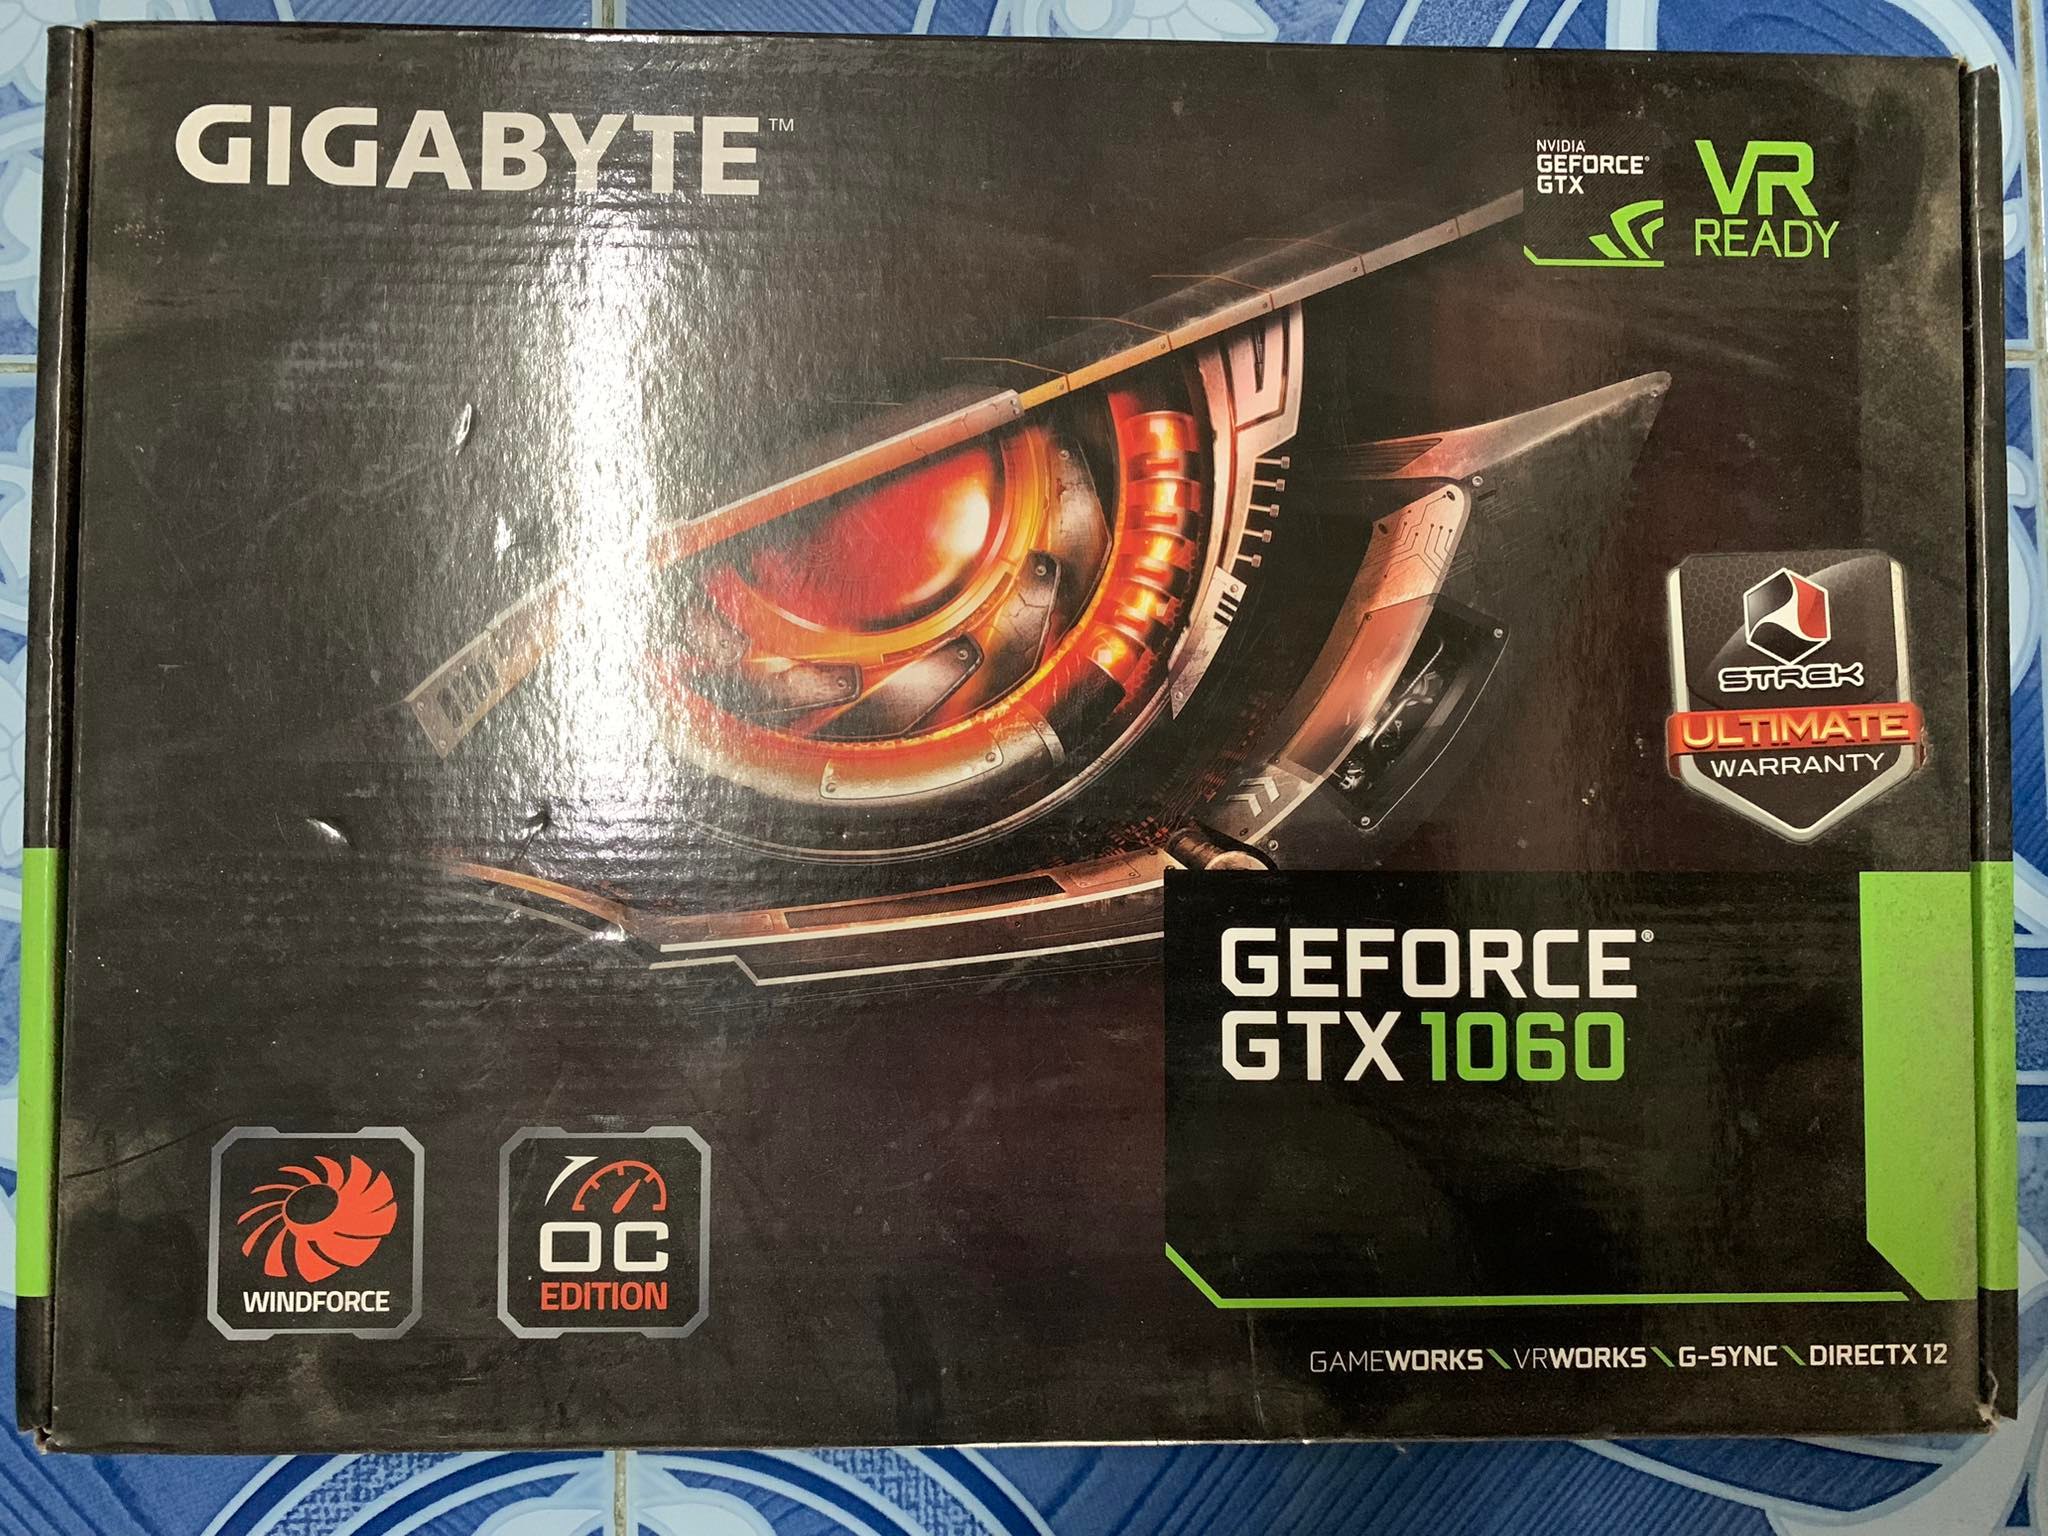 GIGABYTE™
NVIDIA
GEFORCE®
GTX
VR
READY
STREK
ULTIMATE
WARRANTY
GEFORCE®
GTX 1060
WINDFORCE
OC
EDITION
GAMEWORKS \ VRWORKS \ G-SYNC \ DIRECTX 12